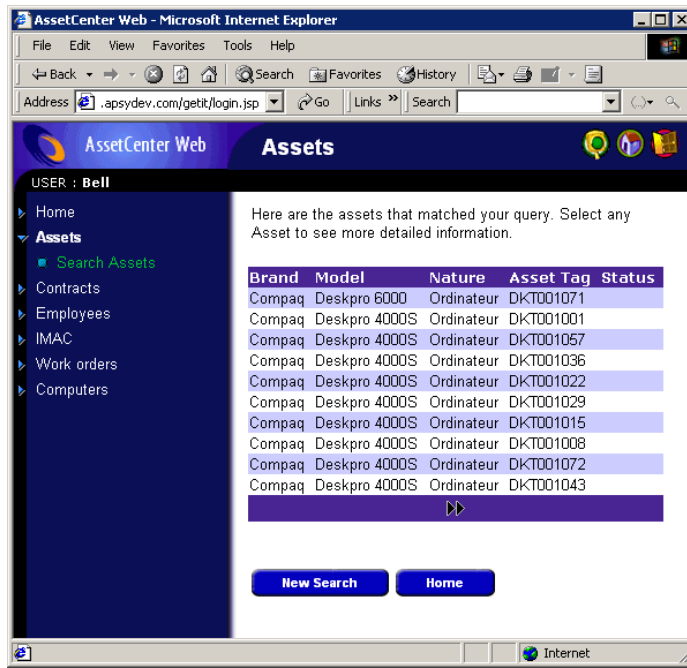 AssetCenter Web - Microsoft Internet Explorer
File Edit View Favorites Tools Help
Back Search Favorites History
Address .apsydev.com/getit/login.jsp Go Links » Search
AssetCenter Web Assets
USER : Bell
Home
Assets
Search Assets
Contracts
Employees
IMAC
Work orders
Computers
Here are the assets that matched your query. Select any
Asset to see more detailed information.
Brand Model Nature Asset Tag Status
Compaq Deskpro 6000 Ordinateur DKT001071
Compaq Deskpro 4000S Ordinateur DKT001001
Compaq Deskpro 4000S Ordinateur DKT001057
Compaq Deskpro 4000S Ordinateur DKT001036
Compaq Deskpro 4000S Ordinateur DKT001022
Compaq Deskpro 4000S Ordinateur DKT001029
Compaq Deskpro 4000S Ordinateur DKT001015
Compaq Deskpro 4000S Ordinateur DKT001008
Compaq Deskpro 4000S Ordinateur DKT001072
Compaq Deskpro 4000S Ordinateur DKT001043
New Search Home
Internet